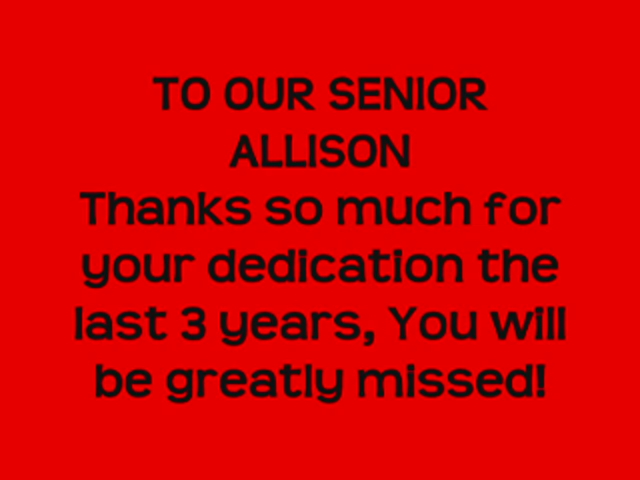 TO OUR SENIOR
ALLISON
Thanks so much for
your dedication the
last 3 years, You will
be greatly missed!